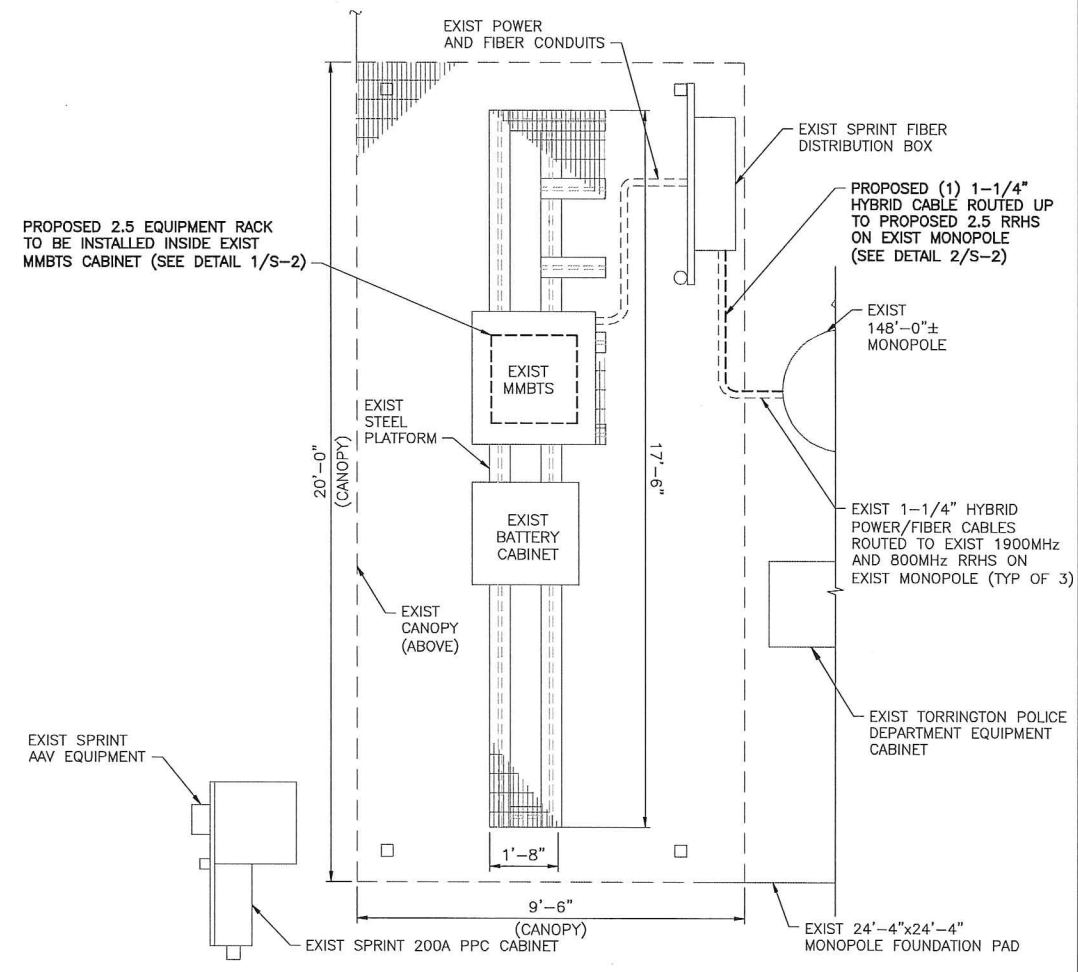 EXIST POWER
AND FIBER CONDUITS
EXIST SPRINT FIBER
DISTRIBUTION BOX
PROPOSED (1) 1-1/4"
HYBRID CABLE ROUTED UP
TO PROPOSED 2.5 RRHS
ON EXIST MONOPOLE
(SEE DETAIL 2/S-2)
PROPOSED 2.5 EQUIPMENT RACK
TO BE INSTALLED INSIDE EXIST
MMBTS CABINET (SEE DETAIL 1/S-2)
EXIST
148'-0"±
MONOPOLE
EXIST
MMBTS
EXIST
STEEL
PLATFORM
20'-0"
(CANOPY)
17'-6"
EXIST
BATTERY
CABINET
EXIST 1-1/4" HYBRID
POWER/FIBER CABLES
ROUTED TO EXIST 1900MHz
AND 800MHz RRHS ON
EXIST MONOPOLE (TYP OF 3)
EXIST
CANOPY
(ABOVE)
EXIST TORRINGTON POLICE
DEPARTMENT EQUIPMENT
CABINET
EXIST SPRINT
AAV EQUIPMENT
1'-8"
9'-6"
(CANOPY)
EXIST SPRINT 200A PPC CABINET
EXIST 24'-4"x24'-4"
MONOPOLE FOUNDATION PAD